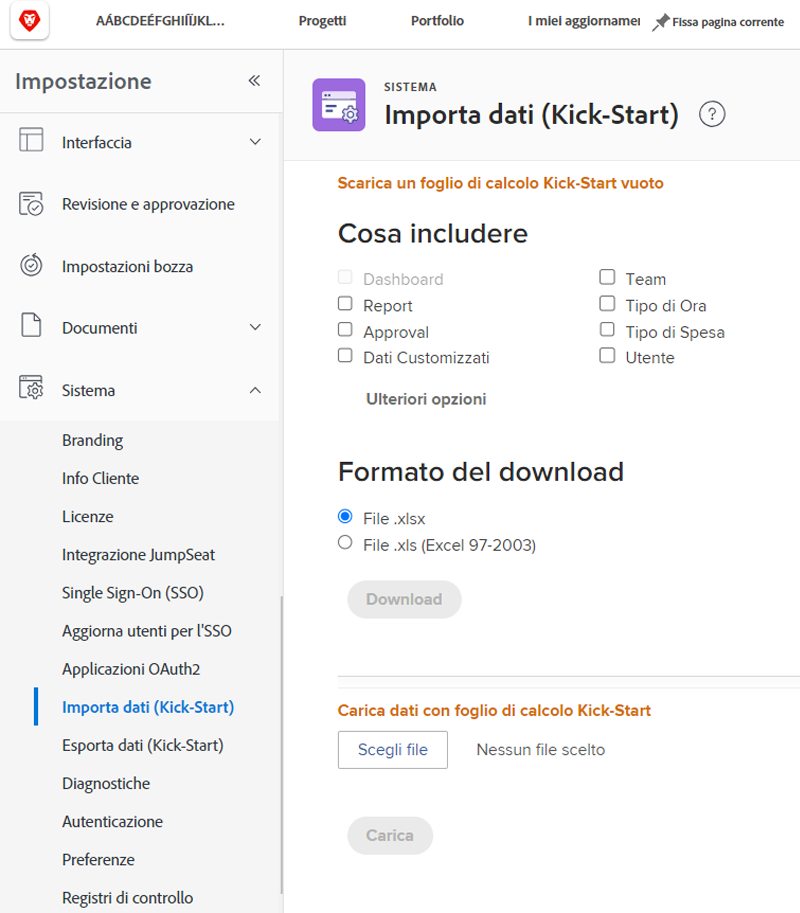 AÁBCDEÉFGHIÍÏJKL... Progetti Portfolio I miei aggiornamer Fissa pagina corrente
Impostazione
Interfaccia
Revisione e approvazione
Impostazioni bozza
Documenti
Sistema
Branding
Info Cliente
Licenze
Integrazione JumpSeat
Single Sign-On (SSO)
Aggiorna utenti per l'SSO
Applicazioni OAuth2
Importa dati (Kick-Start)
Esporta dati (Kick-Start)
Diagnostiche
Autenticazione
Preferenze
Registri di controllo
SISTEMA
Importa dati (Kick-Start) ?
Scarica un foglio di calcolo Kick-Start vuoto
Cosa includere
Dashboard
Report
Approval
Dati Customizzati
Team
Tipo di Ora
Tipo di Spesa
Utente
Ulteriori opzioni
Formato del download
File .xlsx
File .xls (Excel 97-2003)
Download
Carica dati con foglio di calcolo Kick-Start
Scegli file Nessun file scelto
Carica